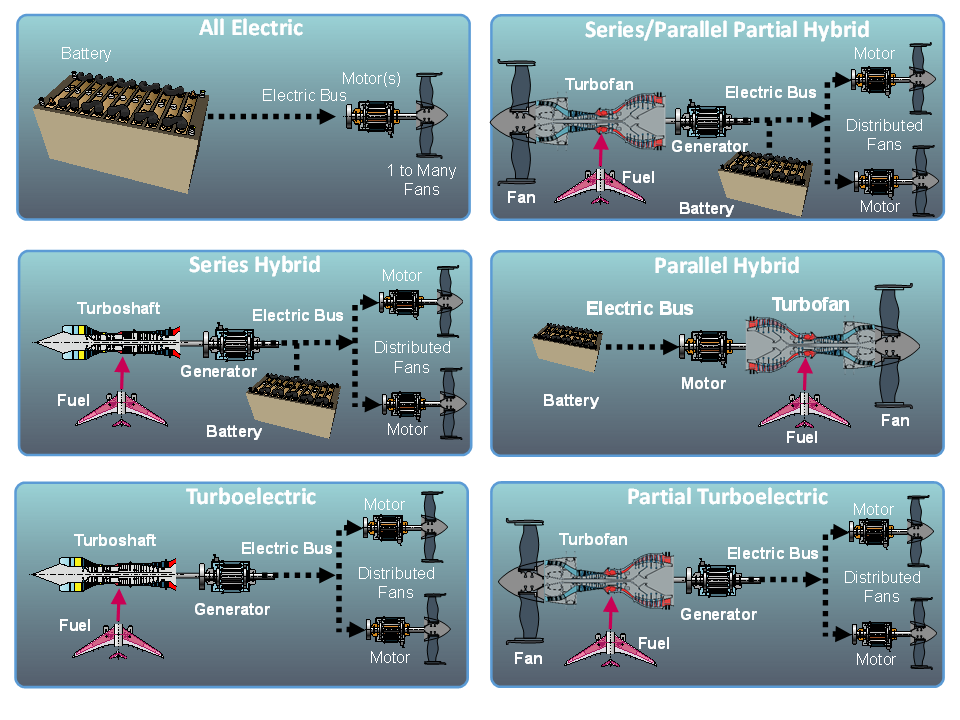 All Electric
Battery
Motor(s)
Electric Bus
1 to Many
Fans
Series/Parallel Partial Hybrid
Motor
Turbofan
Electric Bus
Distributed
Fans
Generator
Fuel
Fan
Battery
Motor
Series Hybrid
Motor
Turboshaft
Electric Bus
Distributed
Fans
Generator
Fuel
Battery
Motor
Parallel Hybrid
Electric Bus
Turbofan
Motor
Battery
Fan
Fuel
Turboelectric
Motor
Turboshaft
Electric Bus
Distributed
Fans
Generator
Fuel
Motor
Partial Turboelectric
Motor
Turbofan
Electric Bus
Distributed
Fans
Generator
Fuel
Fan
Motor